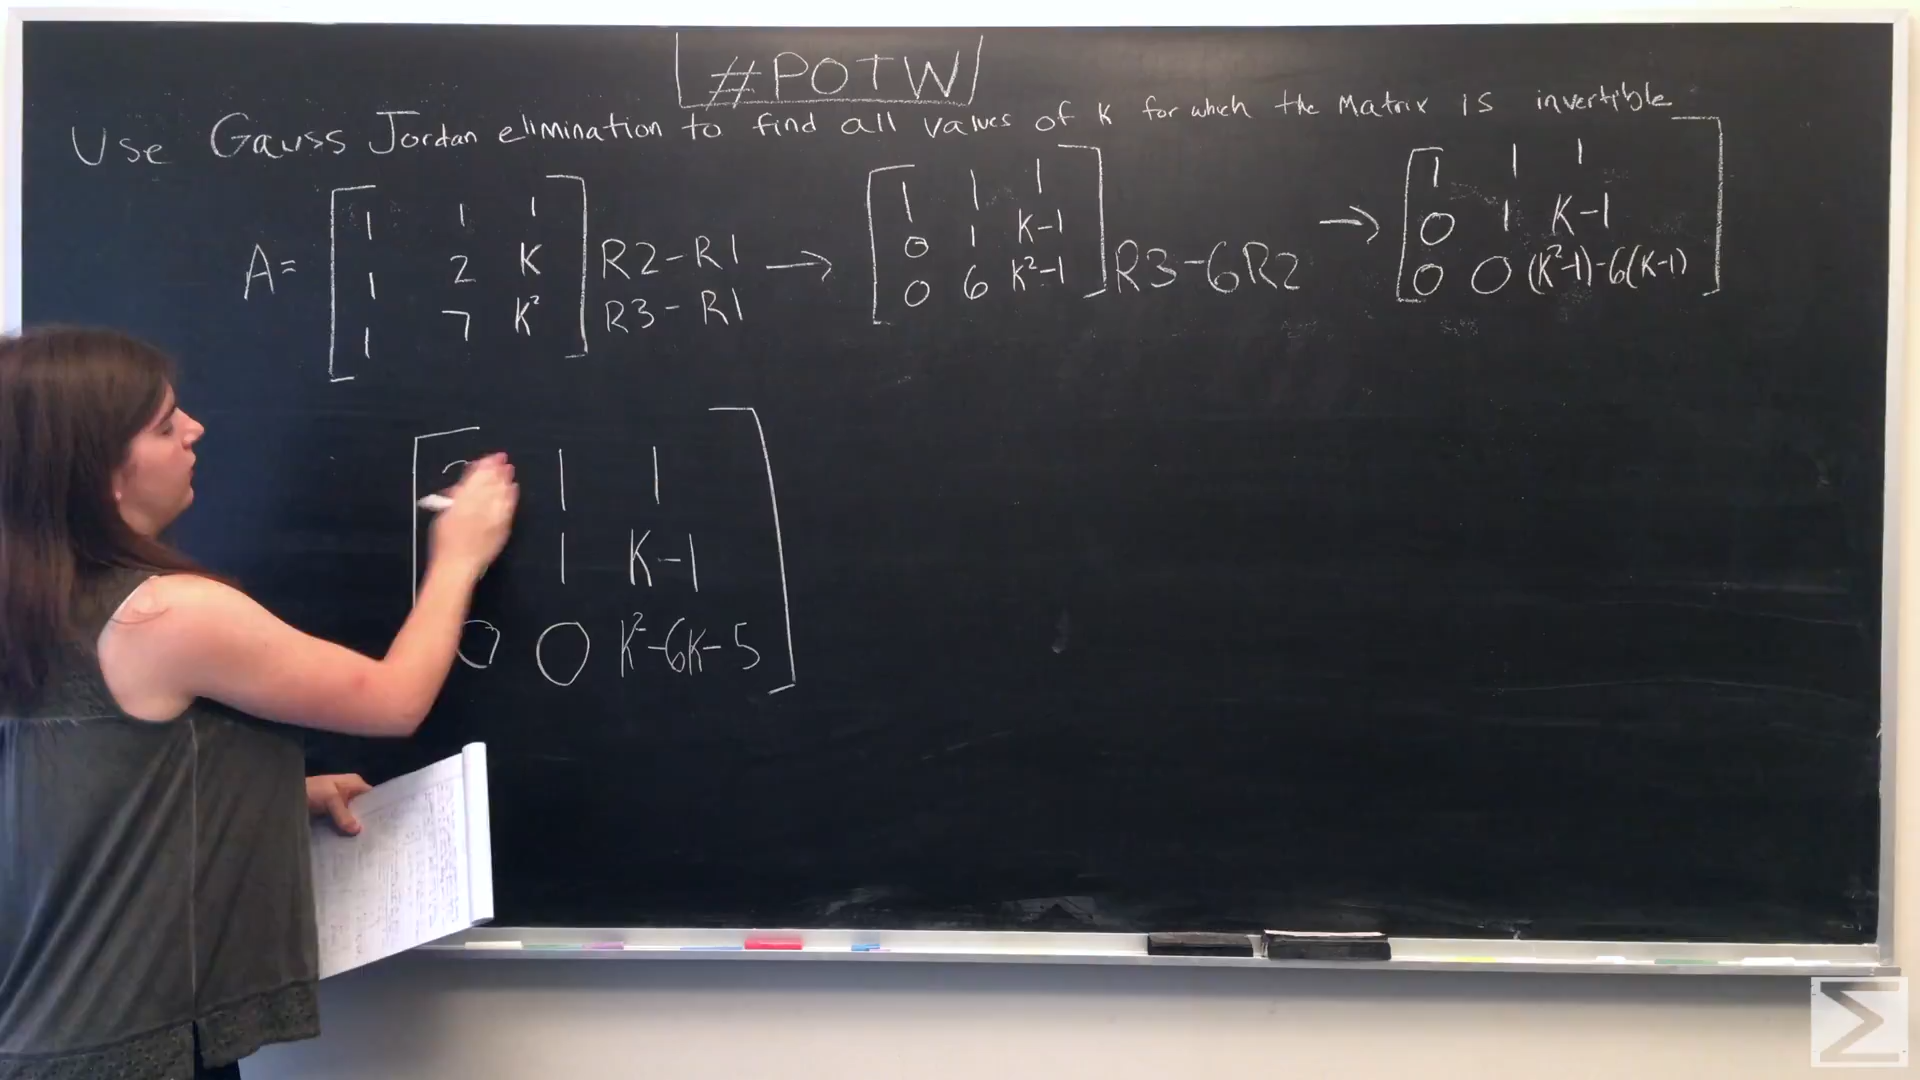 #POTW
Use Gauss Jordan elimination to find all values of K for which the Matrix is invertible
A= [ 1 1 1 ; 1 2 K ; 1 7 K² ] R2-R1 R3-R1 → [ 1 1 1 ; 0 1 K-1 ; 0 6 K²-1 ] R3-6R2 → [ 1 1 1 ; 0 1 K-1 ; 0 0 (K²-1)-6(K-1) ]
1 1
1 K-1
0 0 K²-6K-5
Σ